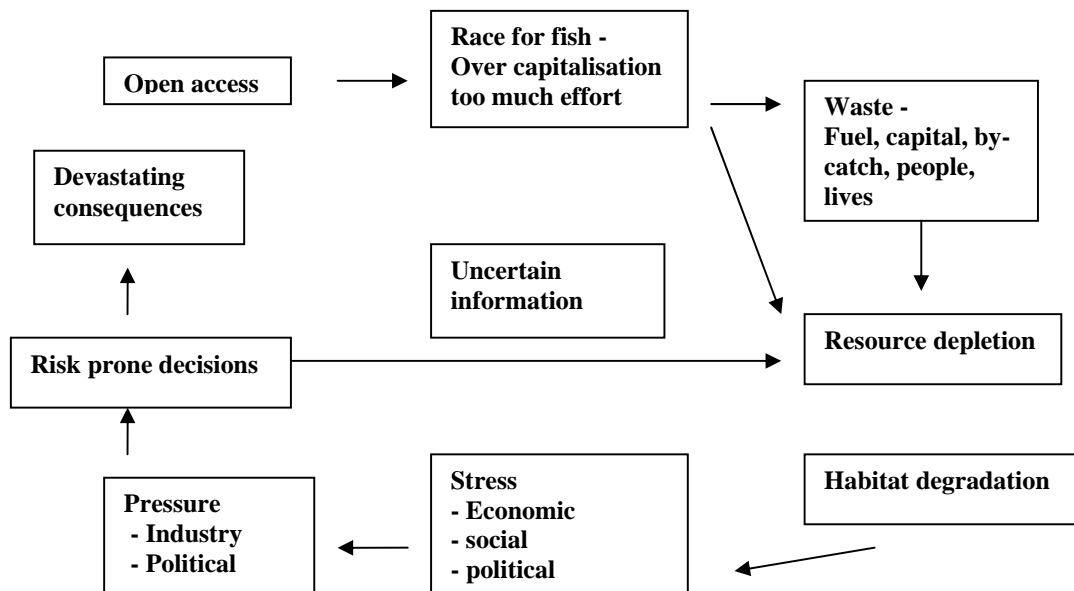 Open access
Race for fish -
Over capitalisation
too much effort
Waste -
Fuel, capital, by-
catch, people,
lives
Devastating
consequences
Uncertain
information
Risk prone decisions
Resource depletion
Pressure
- Industry
- Political
Stress
- Economic
- social
- political
Habitat degradation